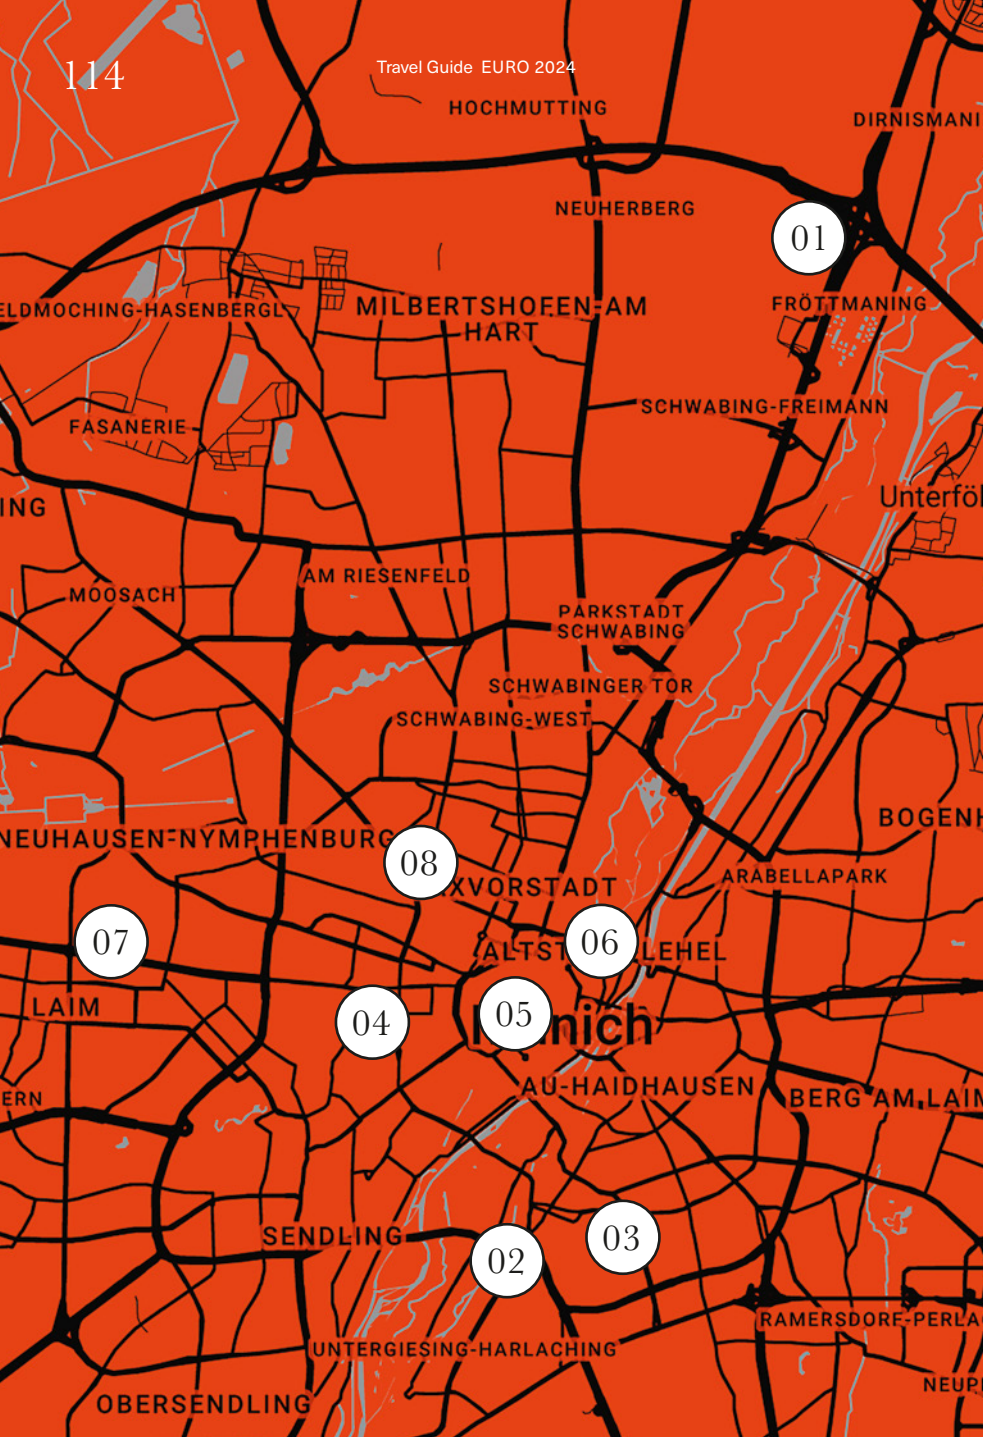 114
Travel Guide EURO 2024
HOCHMUTTING
DIRNISMANI
NEUHERBERG
01
FRÖTTMANING
ELDMOCHING-HASENBERGL
MILBERTSHOFEN-AM
HART
SCHWABING-FREIMANN
FASANERIE
Unterföl
ING
AM RIESENFELD
MOOSACH
PARKSTADT
SCHWABING
SCHWABINGER TOR
SCHWABING-WEST
BOGENH
NEUHAUSEN-NYMPHENBURG
08
XVORSTADT
ARABELLAPARK
07
06
ALTST
LEHEL
LAIM
04
05
nich
AU-HAIDHAUSEN
ERN
BERG AM LAIM
SENDLING
03
02
RAMERSDORF-PERLA
UNTERGIESING-HARLACHING
NEUP
OBERSENDLING